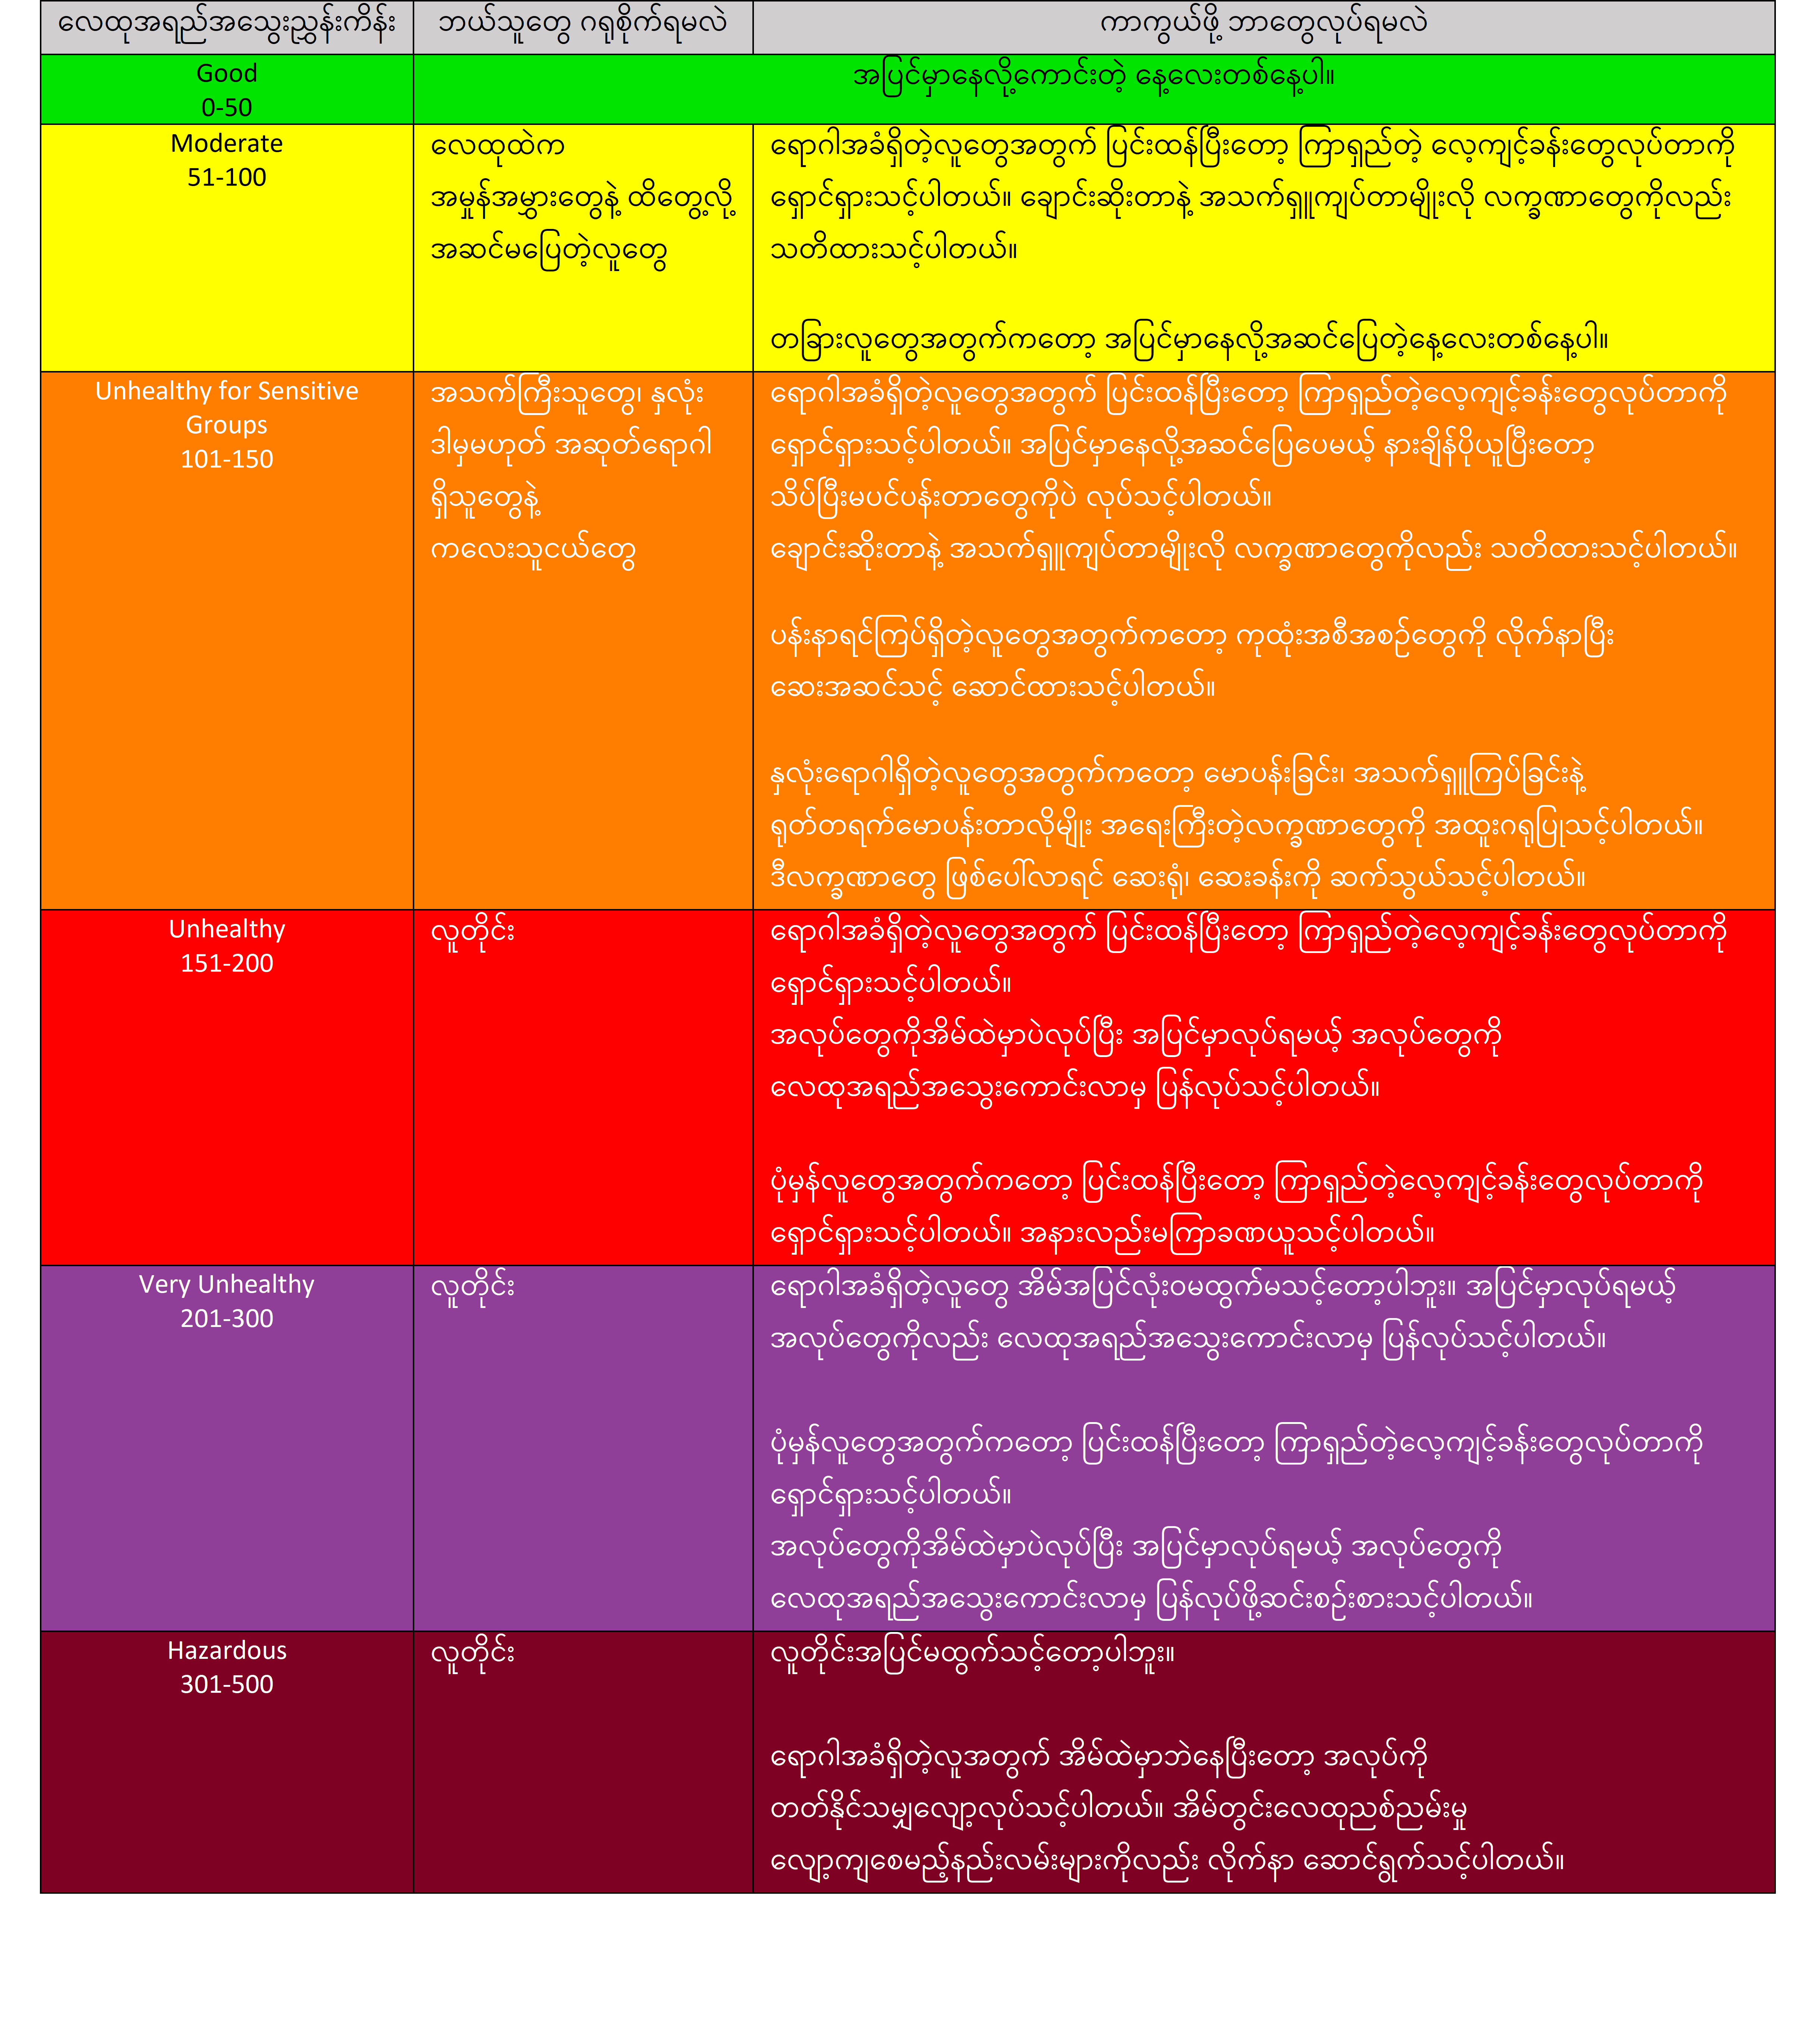 လေထုအရည်အသွေးညွှန်းကိန်း
ဘယ်သူတွေ ဂရုစိုက်ရမလဲ
ကာကွယ်ဖို့ ဘာတွေလုပ်ရမလဲ
Good
0-50
အပြင်မှာနေလို့ကောင်းတဲ့ နေ့လေးတစ်နေ့ပါ။
Moderate
51-100
လေထုထဲက
အမှုန်အမွှားတွေနဲ့ ထိတွေ့လို့
အဆင်မပြေတဲ့လူတွေ
ရောဂါအခံရှိတဲ့လူတွေအတွက် ပြင်းထန်ပြီးတော့ ကြာရှည်တဲ့ လေ့ကျင့်ခန်းတွေလုပ်တာကို
ရှောင်ရှားသင့်ပါတယ်။ ချောင်းဆိုးတာနဲ့ အသက်ရှူကျပ်တာမျိုးလို လက္ခဏာတွေကိုလည်း
သတိထားသင့်ပါတယ်။
တခြားလူတွေအတွက်ကတော့ အပြင်မှာနေလို့အဆင်ပြေတဲ့နေ့လေးတစ်နေ့ပါ။
Unhealthy for Sensitive
Groups
101-150
အသက်ကြီးသူတွေ၊ နှလုံး
ဒါမှမဟုတ် အဆုတ်ရောဂါ
ရှိသူတွေနဲ့
ကလေးသူငယ်တွေ
ရောဂါအခံရှိတဲ့လူတွေအတွက် ပြင်းထန်ပြီးတော့ ကြာရှည်တဲ့လေ့ကျင့်ခန်းတွေလုပ်တာကို
ရှောင်ရှားသင့်ပါတယ်။ အပြင်မှာနေလို့အဆင်ပြေပေမယ့် နားချိန်ပိုယူပြီးတော့
သိပ်ပြီးမပင်ပန်းတာတွေကိုပဲ လုပ်သင့်ပါတယ်။
ချောင်းဆိုးတာနဲ့ အသက်ရှူကျပ်တာမျိုးလို လက္ခဏာတွေကိုလည်း သတိထားသင့်ပါတယ်။
ပန်းနာရင်ကြပ်ရှိတဲ့လူတွေအတွက်ကတော့ ကုထုံးအစီအစဉ်တွေကို လိုက်နာပြီး
ဆေးအဆင်သင့် ဆောင်ထားသင့်ပါတယ်။
နှလုံးရောဂါရှိတဲ့လူတွေအတွက်ကတော့ မောပန်းခြင်း၊ အသက်ရှူကြပ်ခြင်းနဲ့
ရုတ်တရက်မောပန်းတာလိုမျိုး အရေးကြီးတဲ့လက္ခဏာတွေကို အထူးဂရုပြုသင့်ပါတယ်။
ဒီလက္ခဏာတွေ ဖြစ်ပေါ်လာရင် ဆေးရုံ၊ ဆေးခန်းကို ဆက်သွယ်သင့်ပါတယ်။
Unhealthy
151-200
လူတိုင်း
ရောဂါအခံရှိတဲ့လူတွေအတွက် ပြင်းထန်ပြီးတော့ ကြာရှည်တဲ့လေ့ကျင့်ခန်းတွေလုပ်တာကို
ရှောင်ရှားသင့်ပါတယ်။
အလုပ်တွေကိုအိမ်ထဲမှာပဲလုပ်ပြီး အပြင်မှာလုပ်ရမယ့် အလုပ်တွေကို
လေထုအရည်အသွေးကောင်းလာမှ ပြန်လုပ်သင့်ပါတယ်။
ပုံမှန်လူတွေအတွက်ကတော့ ပြင်းထန်ပြီးတော့ ကြာရှည်တဲ့လေ့ကျင့်ခန်းတွေလုပ်တာကို
ရှောင်ရှားသင့်ပါတယ်။ အနားလည်းမကြာခဏယူသင့်ပါတယ်။
Very Unhealthy
201-300
လူတိုင်း
ရောဂါအခံရှိတဲ့လူတွေ အိမ်အပြင်လုံးဝမထွက်မသင့်တော့ပါဘူး။ အပြင်မှာလုပ်ရမယ့်
အလုပ်တွေကိုလည်း လေထုအရည်အသွေးကောင်းလာမှ ပြန်လုပ်သင့်ပါတယ်။
ပုံမှန်လူတွေအတွက်ကတော့ ပြင်းထန်ပြီးတော့ ကြာရှည်တဲ့လေ့ကျင့်ခန်းတွေလုပ်တာကို
ရှောင်ရှားသင့်ပါတယ်။
အလုပ်တွေကိုအိမ်ထဲမှာပဲလုပ်ပြီး အပြင်မှာလုပ်ရမယ့် အလုပ်တွေကို
လေထုအရည်အသွေးကောင်းလာမှ ပြန်လုပ်ဖို့ဆင်းစဉ်းစားသင့်ပါတယ်။
Hazardous
301-500
လူတိုင်း
လူတိုင်းအပြင်မထွက်သင့်တော့ပါဘူး။
ရောဂါအခံရှိတဲ့လူအတွက် အိမ်ထဲမှာဘဲနေပြီးတော့ အလုပ်ကို
တတ်နိုင်သမျှလျော့လုပ်သင့်ပါတယ်။ အိမ်တွင်းလေထုညစ်ညမ်းမှု
လျော့ကျစေမည့်နည်းလမ်းများကိုလည်း လိုက်နာ ဆောင်ရွက်သင့်ပါတယ်။